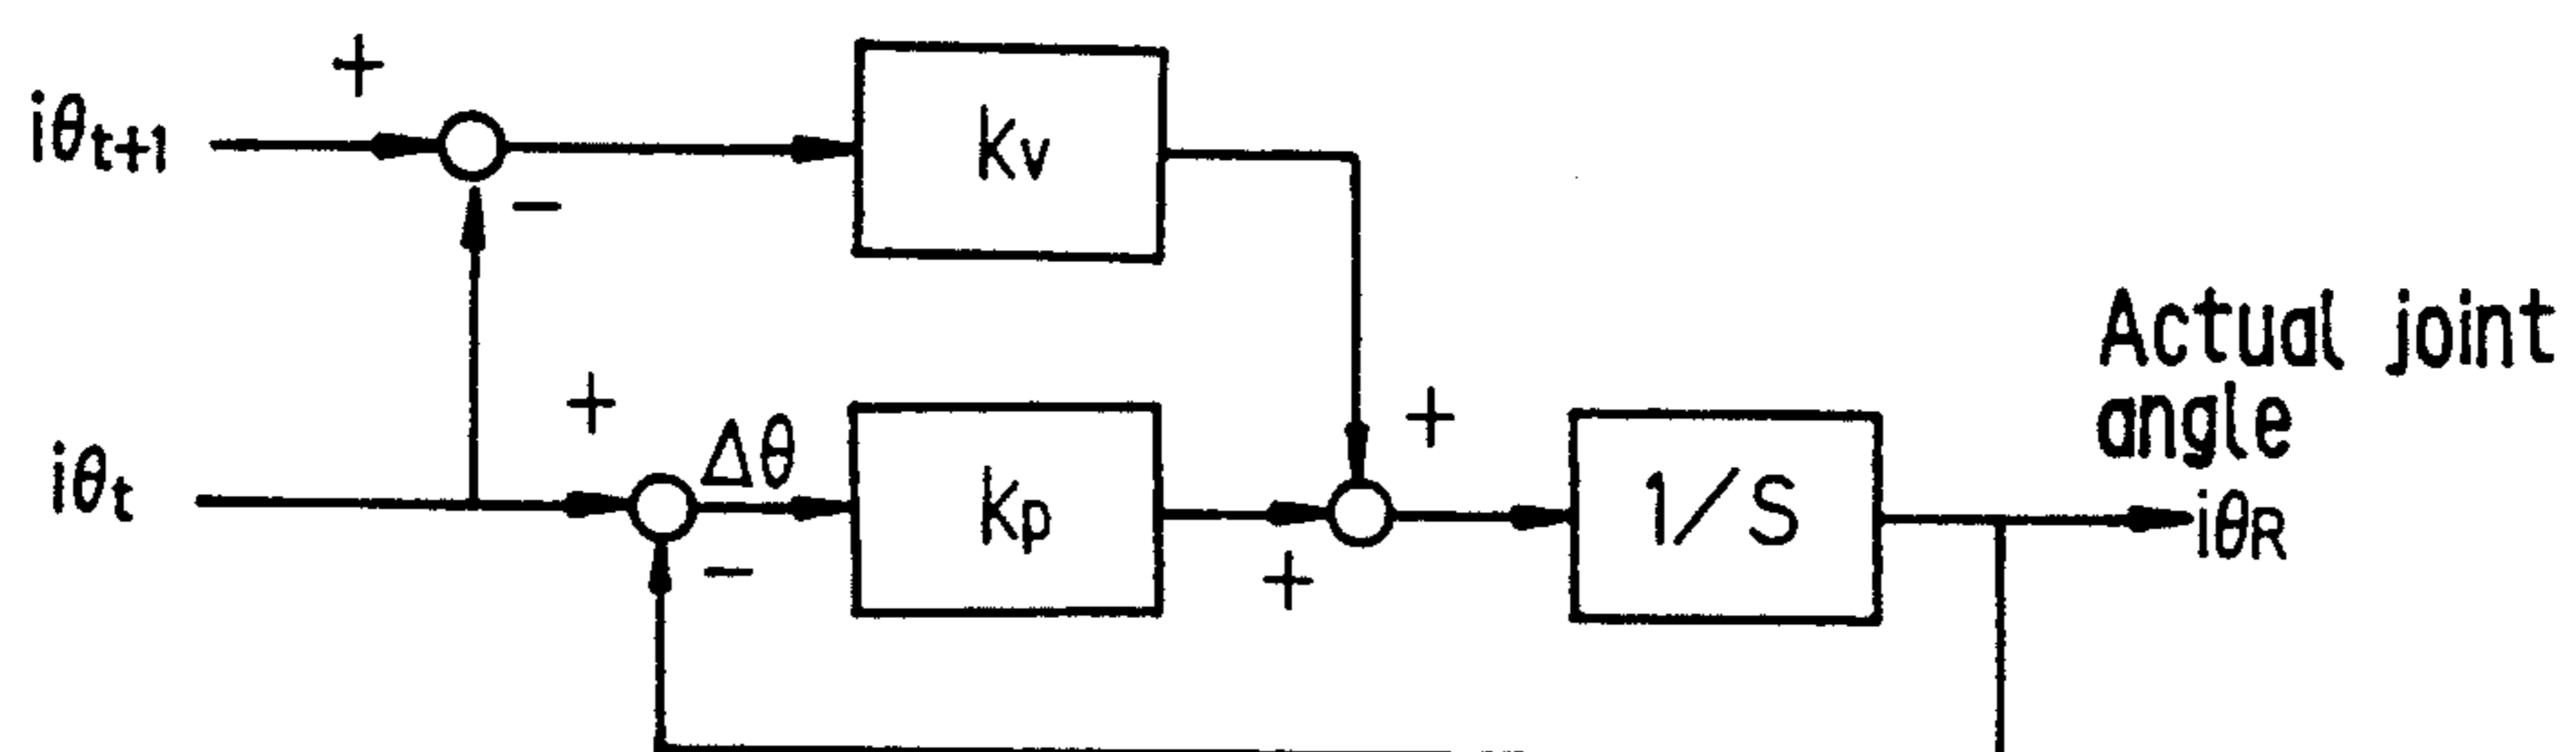 +
iθt+1
Kv
−
Actual joint
angle
+
Δθ
+
iθt
Kp
1/S
iθR
−
+